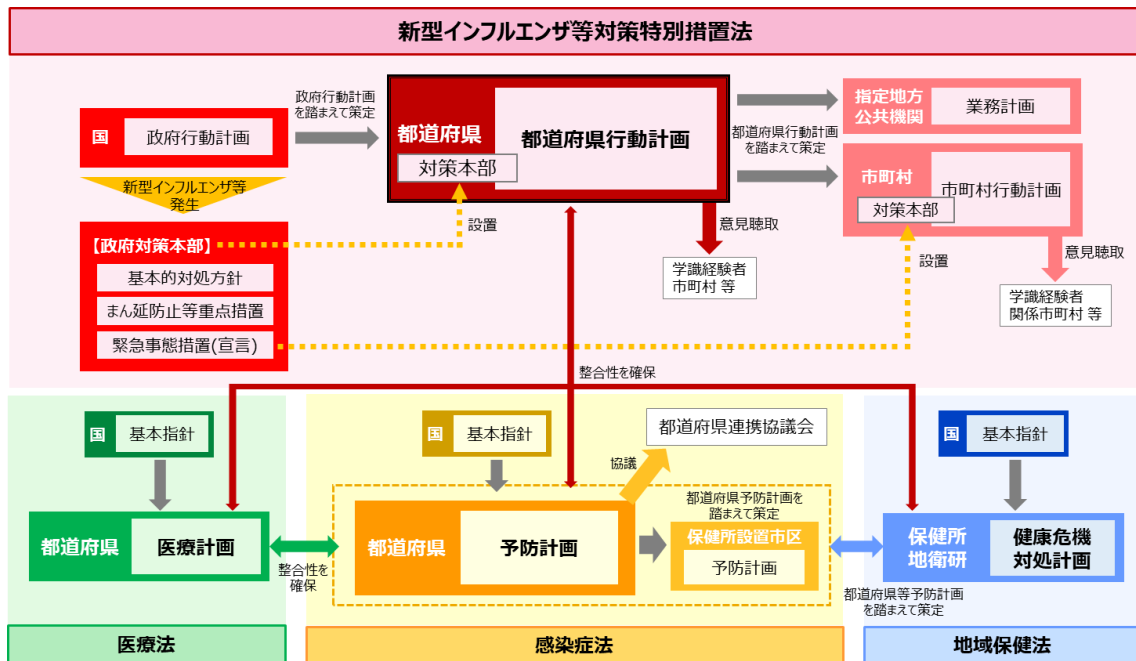 新型インフルエンザ等対策特別措置法
国
政府行動計画
政府行動計画
を踏まえて策定
都道府県
都道府県行動計画
対策本部
都道府県行動計画
を踏まえて策定
指定地方
公共機関
業務計画
市町村
市町村行動計画
対策本部
新型インフルエンザ等
発生
【政府対策本部】
基本的対処方針
まん延防止等重点措置
緊急事態措置(宣言)
設置
意見聴取
学識経験者
市町村 等
設置
意見聴取
学識経験者
関係市町村 等
整合性を確保
国
基本指針
都道府県
医療計画
整合性を
確保
医療法
国
基本指針
協議
都道府県連携協議会
都道府県
予防計画
都道府県予防計画を
踏まえて策定
保健所設置市区
予防計画
感染症法
国
基本指針
保健所
地衛研
健康危機
対処計画
都道府県等予防計画
を踏まえて策定
地域保健法